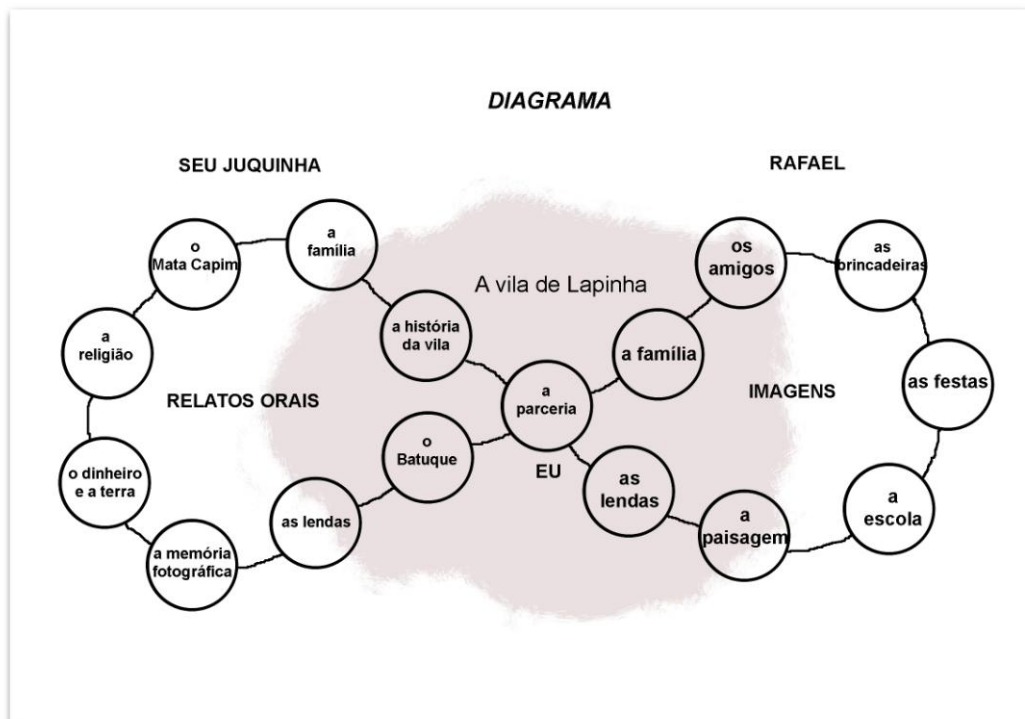 DIAGRAMA
SEU JUQUINHA
RAFAEL
a
família
o
Mata Capim
a
religião
o dinheiro
e a terra
a memória
fotográfica
as lendas
o
Batuque
a história
da vila
RELATOS ORAIS
A vila de Lapinha
a
parceria
EU
a família
os
amigos
as
brincadeiras
as festas
a
escola
a
paisagem
as
lendas
IMAGENS